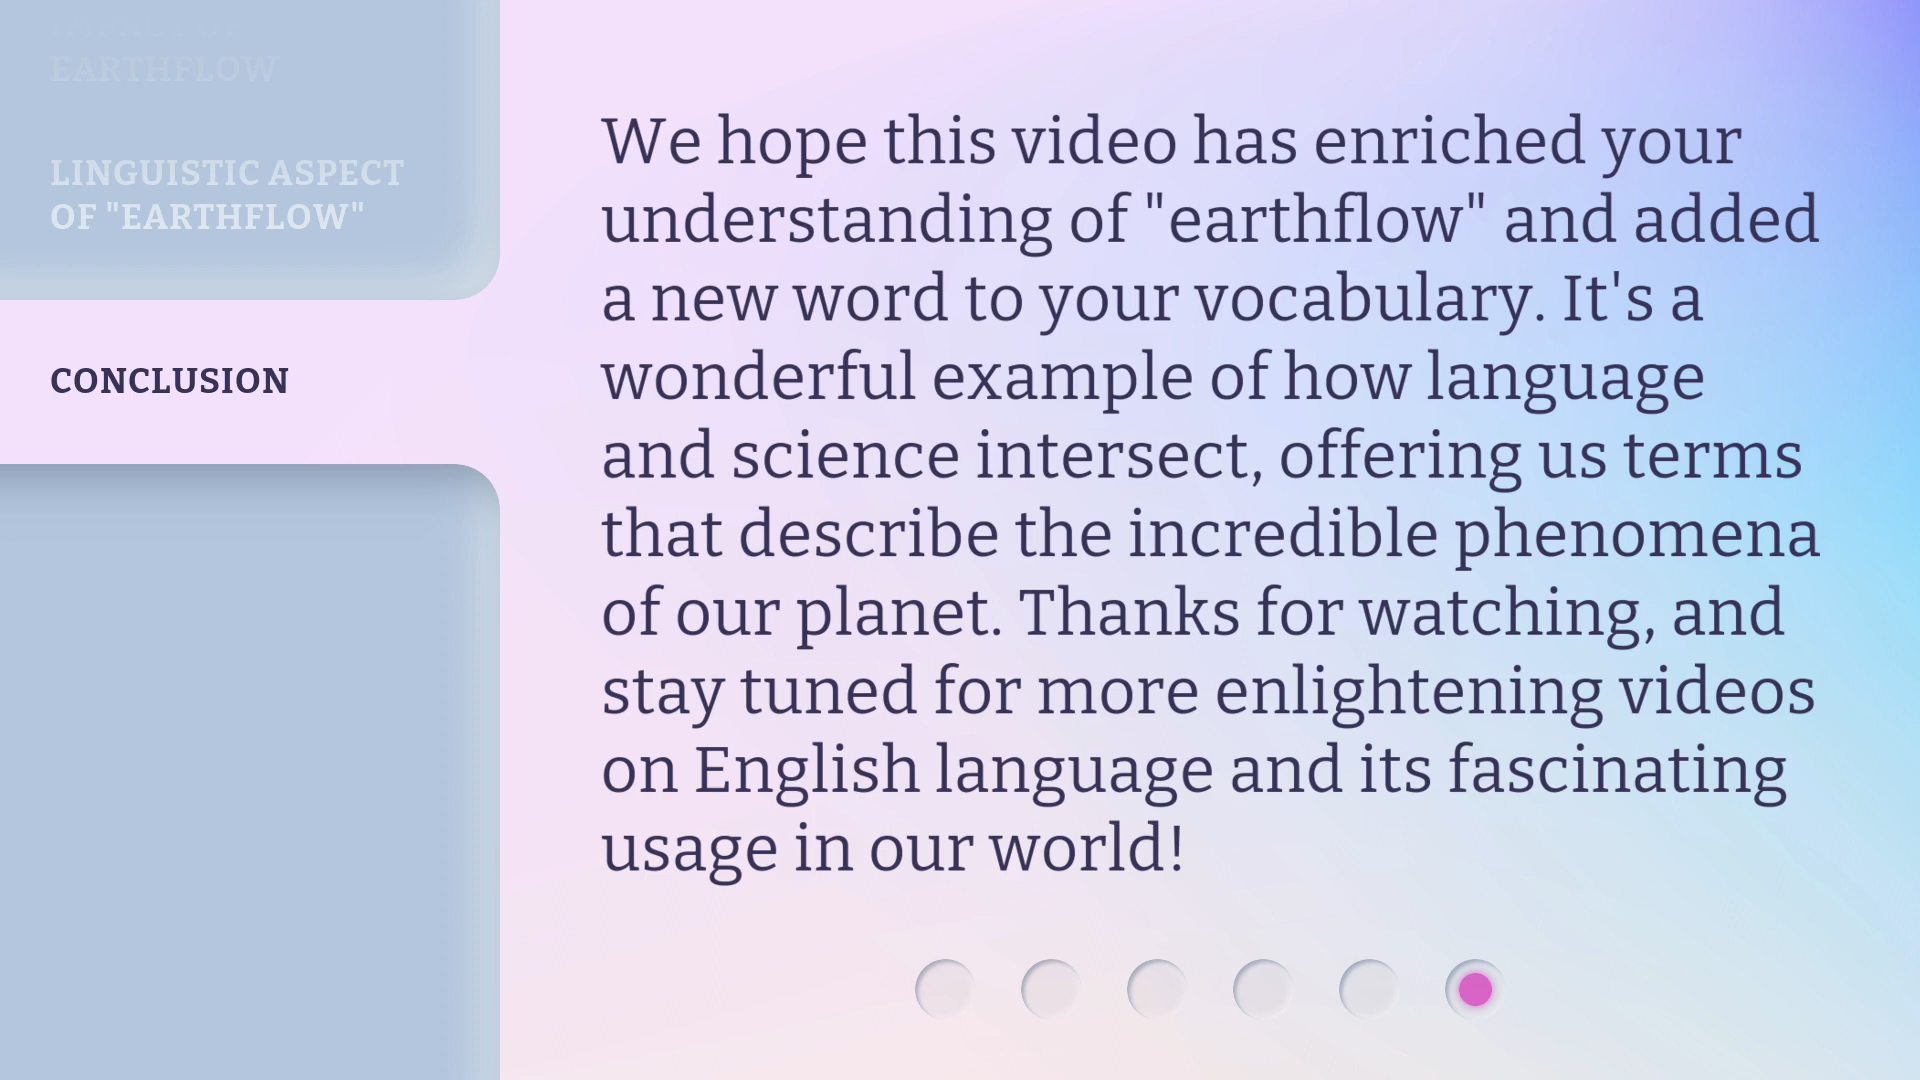 EARTHFLOW
LINGUISTIC ASPECT
OF "EARTHFLOW"
CONCLUSION
We hope this video has enriched your
understanding of "earthflow" and added
a new word to your vocabulary. It's a
wonderful example of how language
and science intersect, offering us terms
that describe the incredible phenomena
of our planet. Thanks for watching, and
stay tuned for more enlightening videos
on English language and its fascinating
usage in our world!